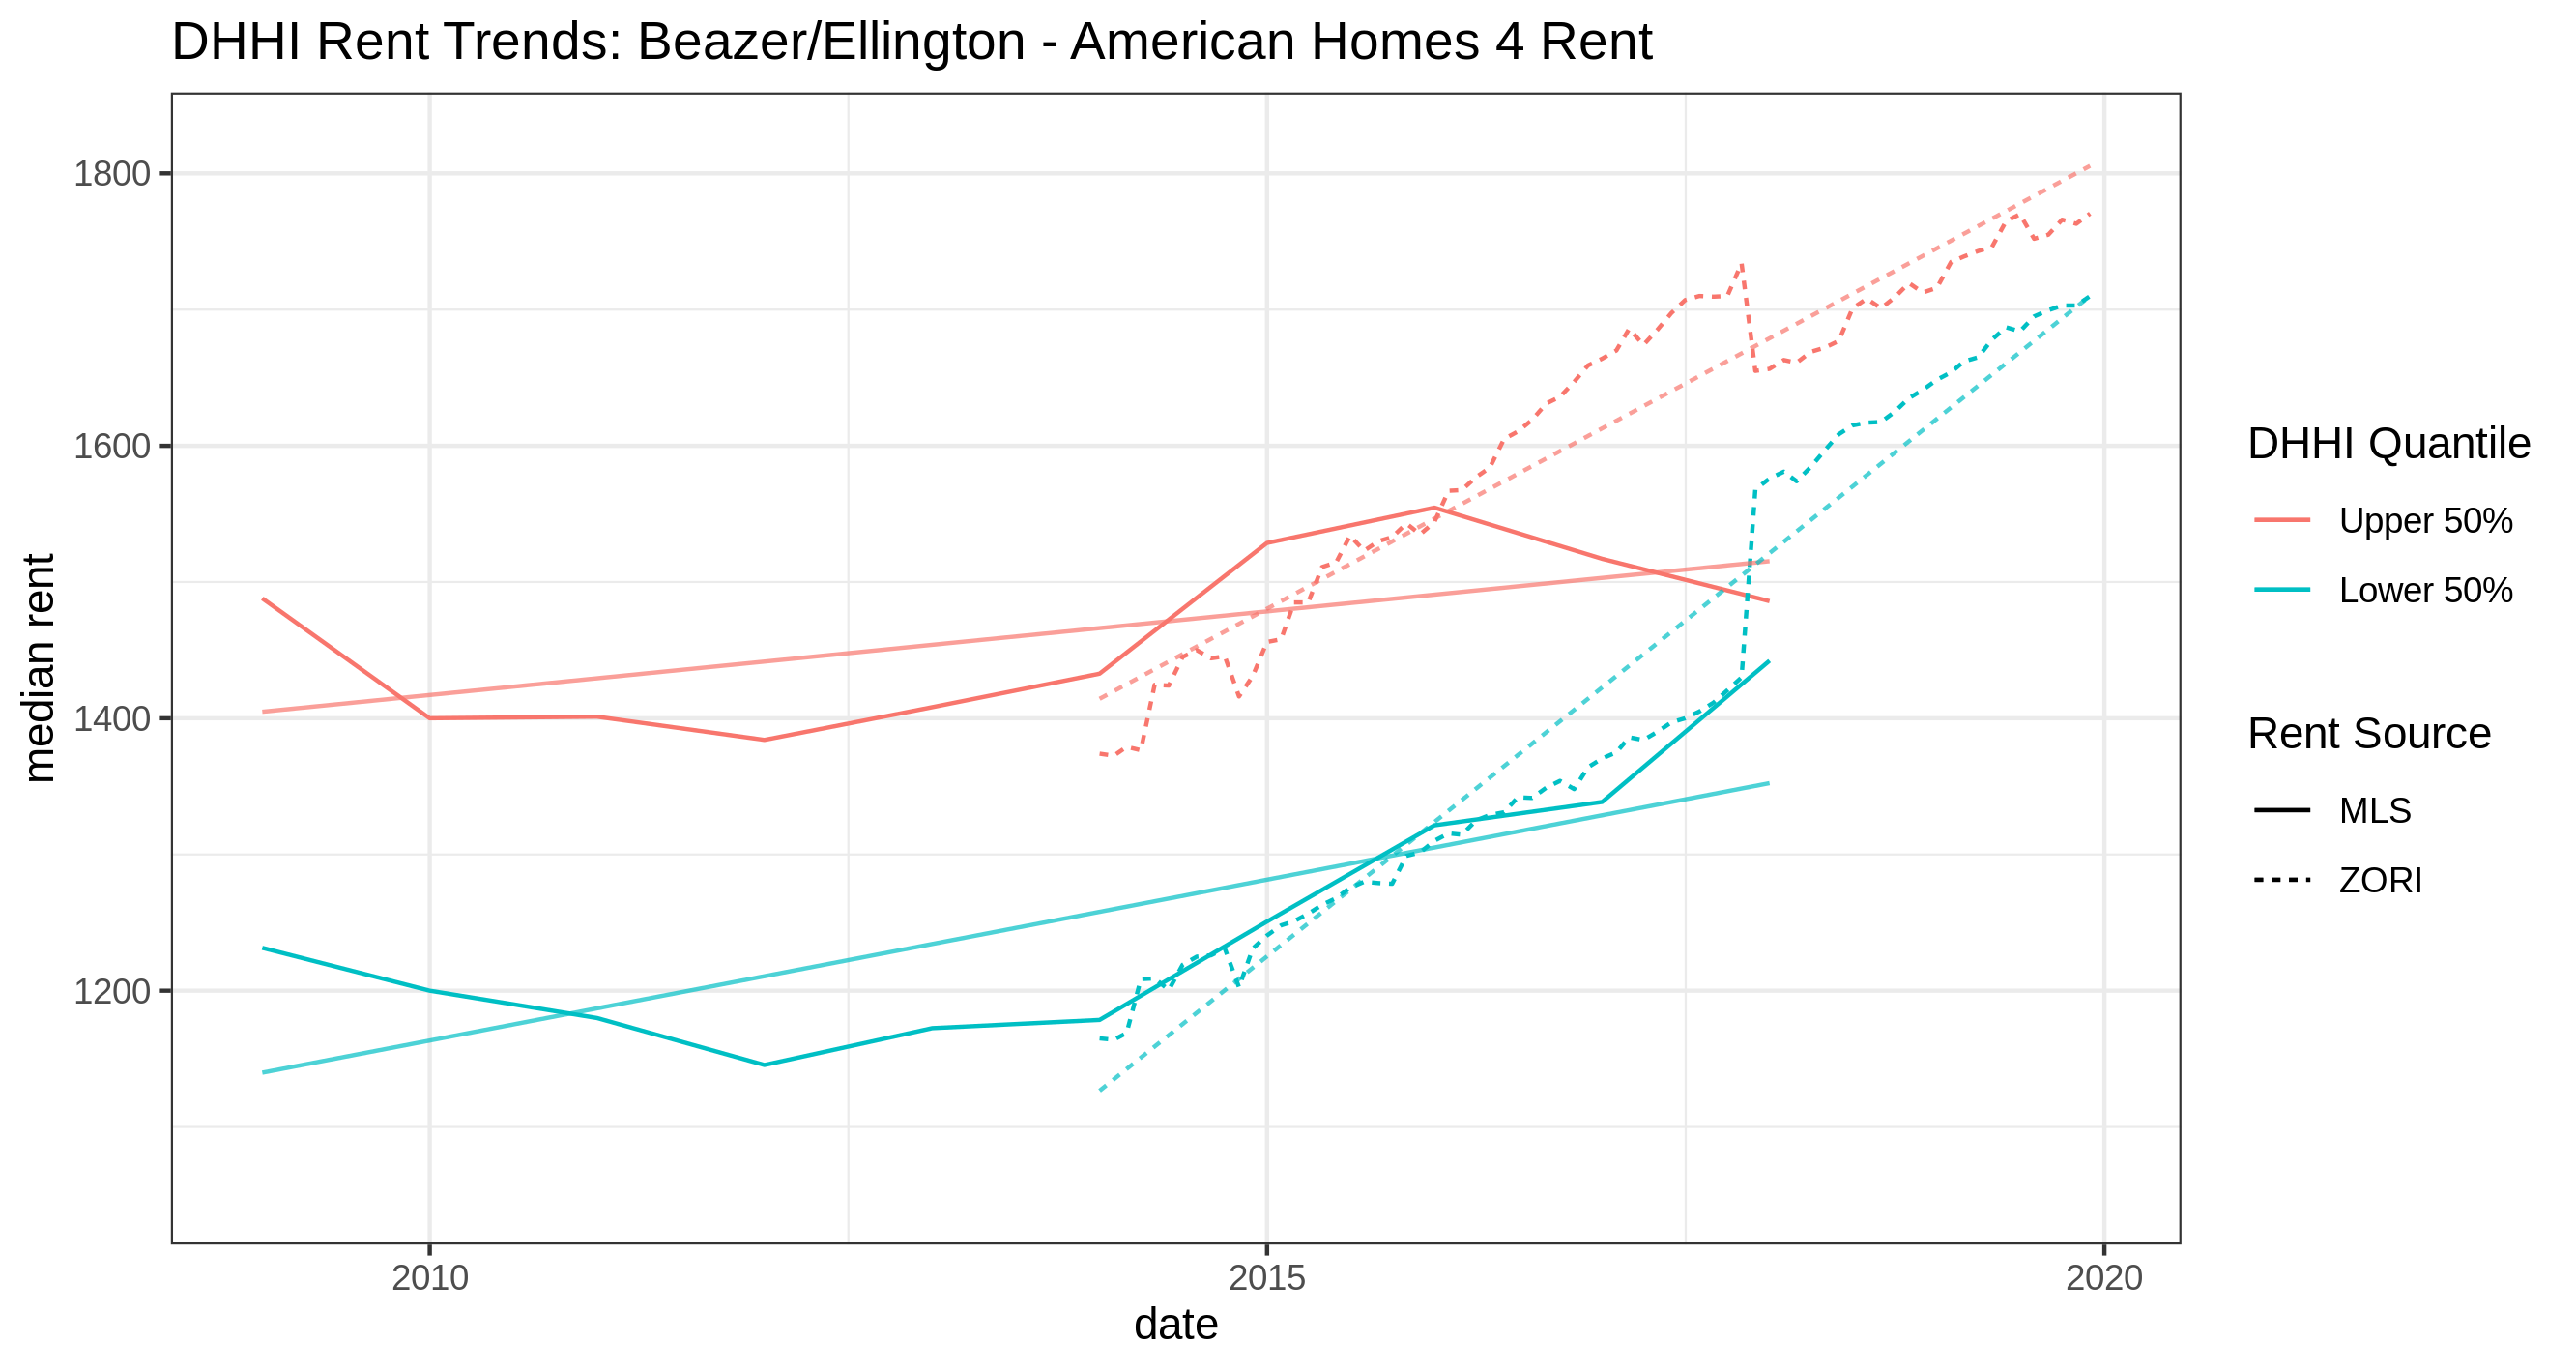 DHHI Rent Trends: Beazer/Ellington - American Homes 4 Rent
1800
1600
1400
1200
median rent
2010
2015
2020
date
DHHI Quantile
Upper 50%
Lower 50%
Rent Source
MLS
ZORI